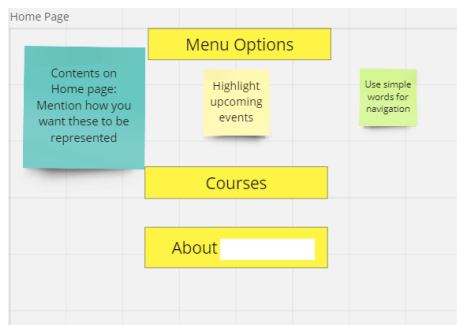 Home Page
Menu Options
Contents on
Home page:
Mention how you
want these to be
represented
Highlight
upcoming
events
Use simple
words for
navigation
Courses
About